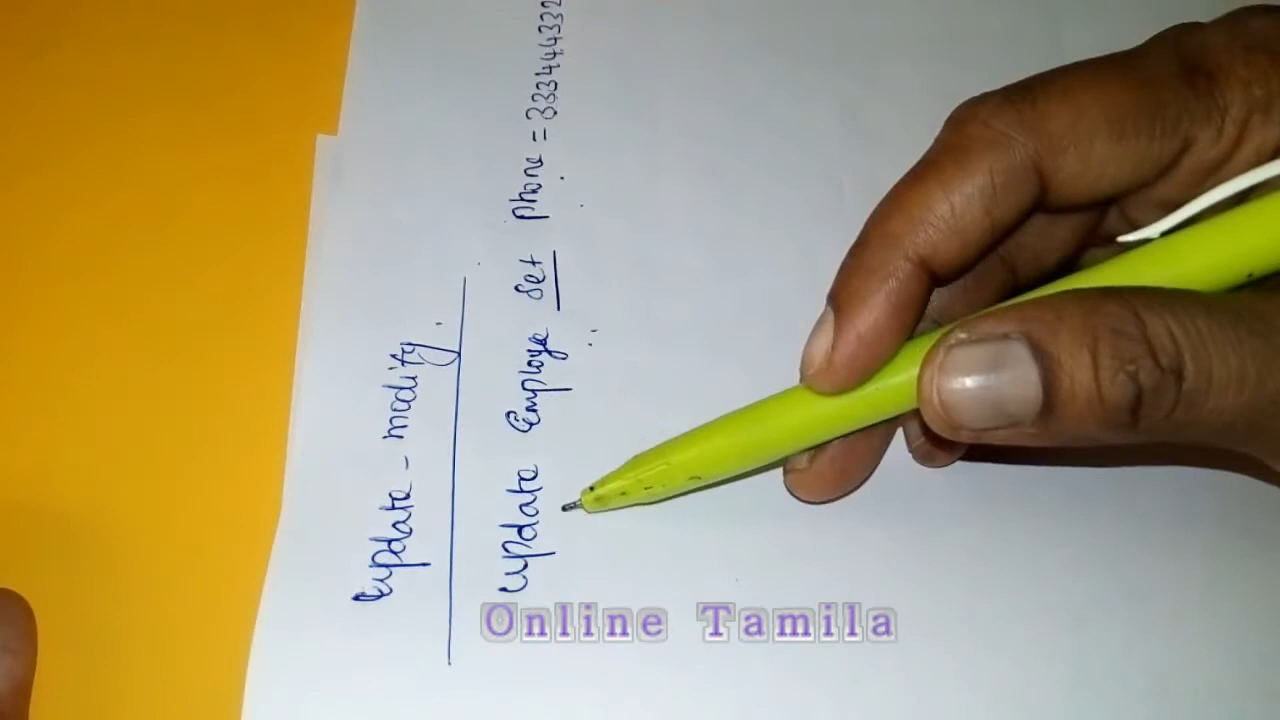 Update - modify.
Update Employe set Phone = 333444332
Online Tamila